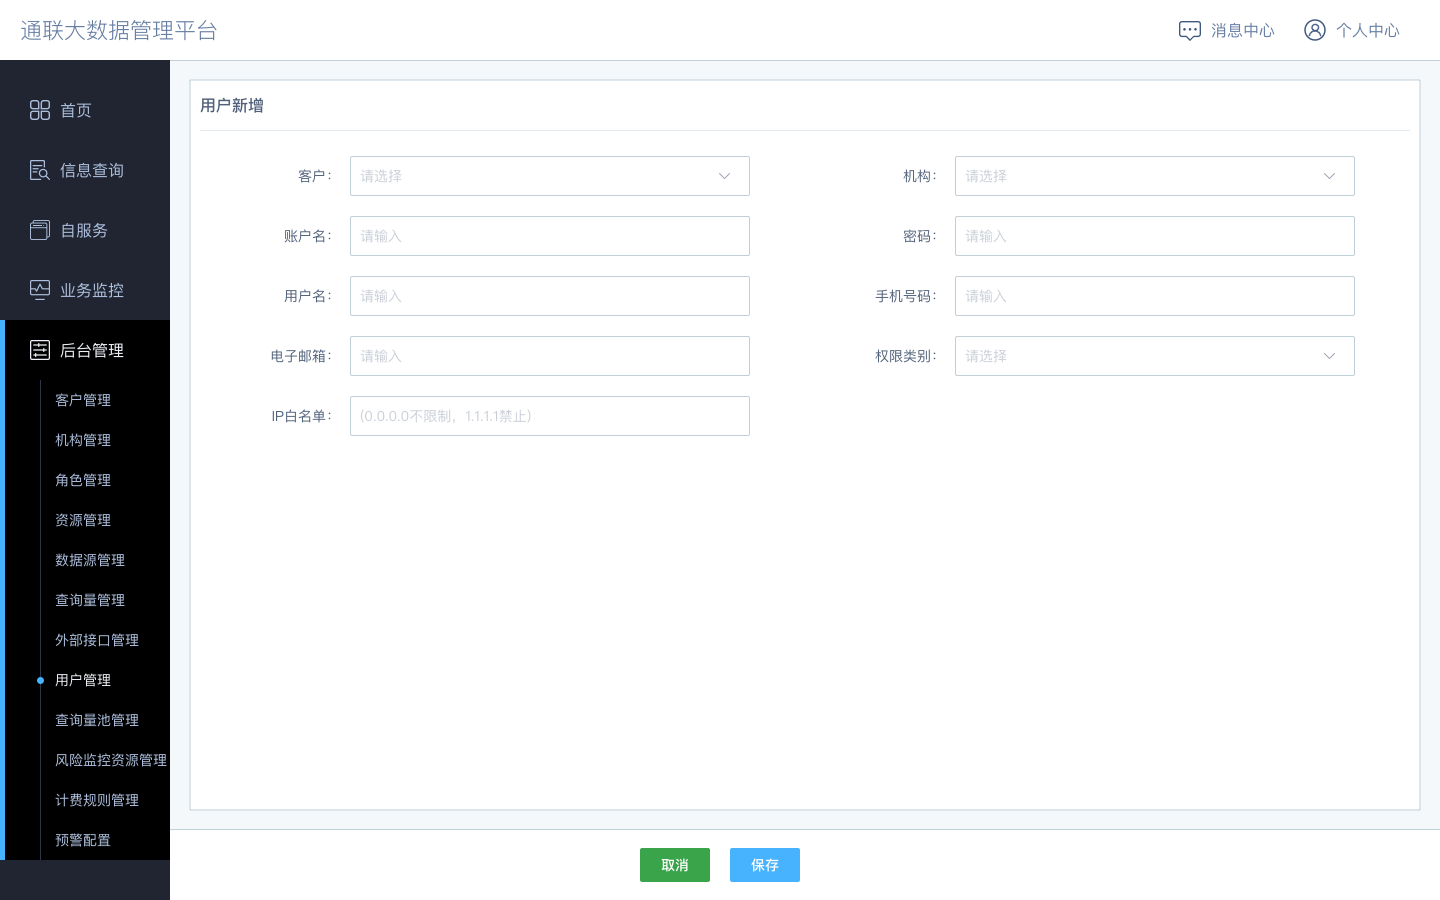 通联大数据管理平台
消息中心
个人中心
首页
信息查询
自服务
业务监控
后台管理
客户管理
机构管理
角色管理
资源管理
数据源管理
查询量管理
外部接口管理
用户管理
查询量池管理
风险监控资源管理
计费规则管理
预警配置
用户新增
客户： 请选择
机构： 请选择
账户名： 请输入
密码： 请输入
用户名： 请输入
手机号码： 请输入
电子邮箱： 请输入
权限类别： 请选择
IP白名单： (0.0.0.0不限制，1.1.1.1禁止)
取消
保存